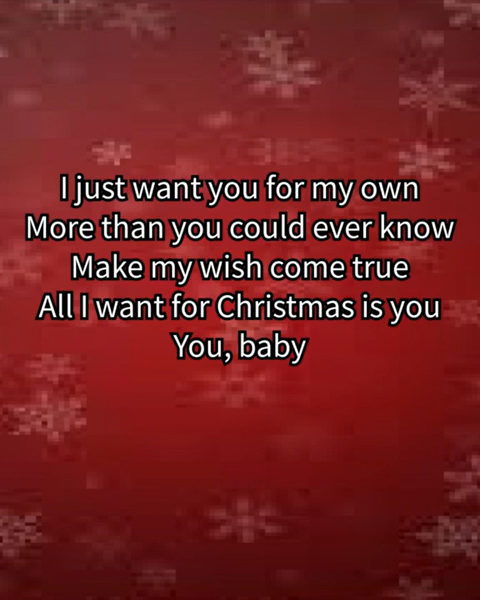 I just want you for my own
More than you could ever know
Make my wish come true
All I want for Christmas is you
You, baby